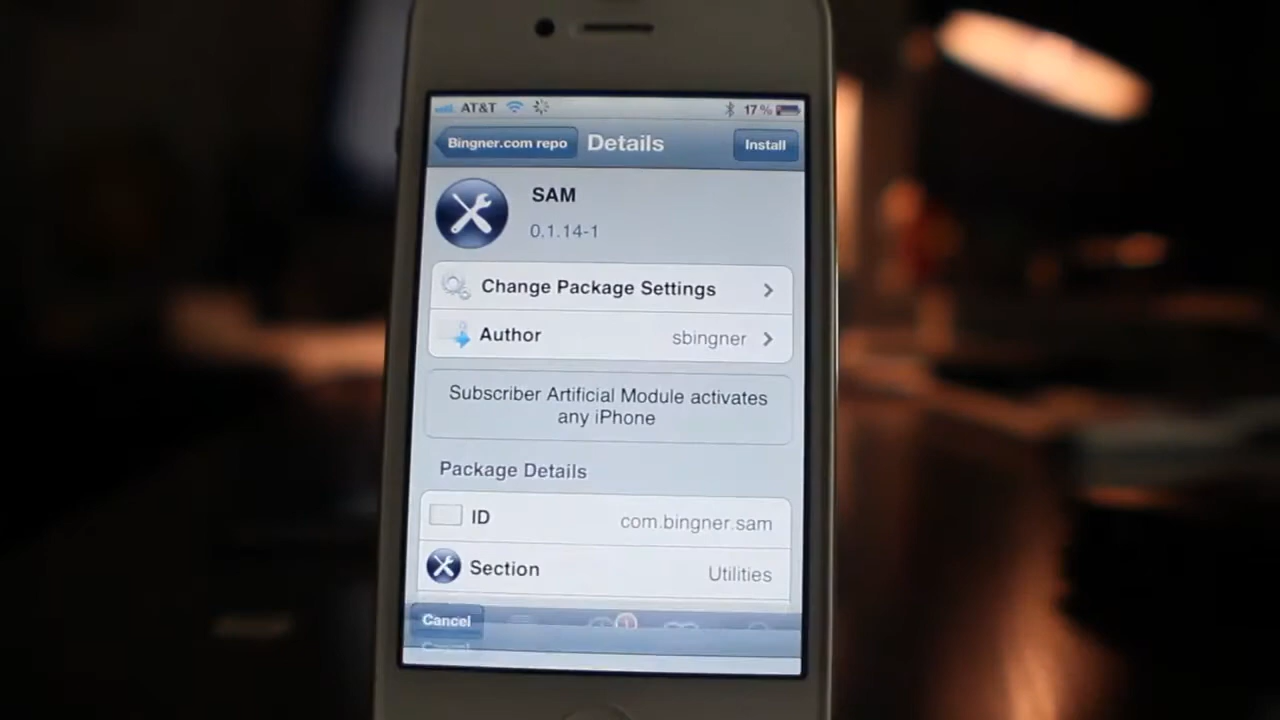 AT&T 17 %
Bingner.com repo Details Install
SAM
0.1.14-1
Change Package Settings
Author sbingner
Subscriber Artificial Module activates
any iPhone
Package Details
ID com.bingner.sam
Section Utilities
Cancel